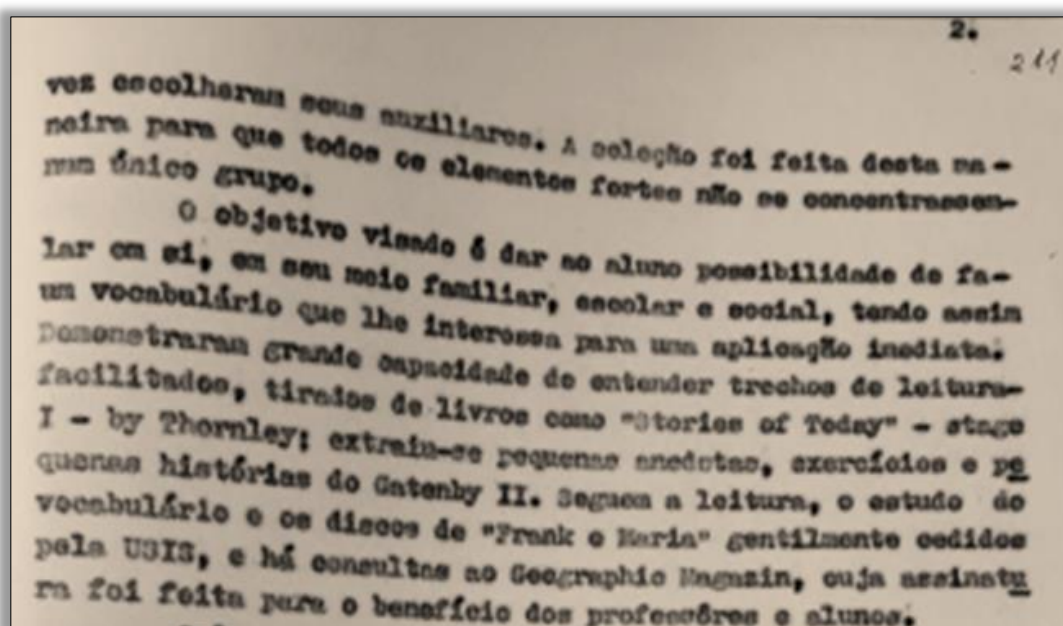 2.
211
vez escolheram seus auxiliares. A seleção foi feita desta ma-
neira para que todos os elementos fortes não se concentrassem-
num único grupo.
O objetivo visado é dar ao aluno possibilidade de fa-
lar em si, em seu meio familiar, escolar e social, tendo assim
um vocabulário que lhe interessa para uma aplicação imediata.
Demonstraram grande capacidade de entender trechos de leitura-
facilitados, tirados de livros como "Stories of Today" - stage
I - by Thornley; extraiu-se pequenas anedotas, exercícios e pe
quenas histórias do Gatenby II. Seguem a leitura, o estudo do
vocabulário e os discos de "Frank e Maria" gentilmente cedidos
pela USIS, e há consultas ao Geographic Magazin, cuja assinatu
ra foi feita para o benefício dos professôres e alunos.